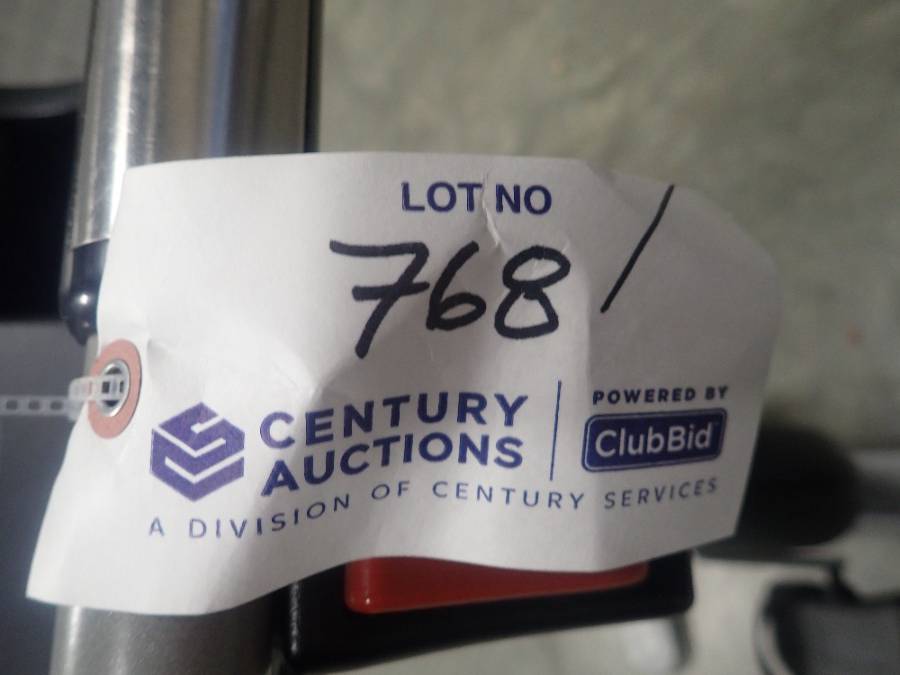 LOT NO
768 /
CENTURY AUCTIONS
POWERED BY
ClubBid
A DIVISION OF CENTURY SERVICES